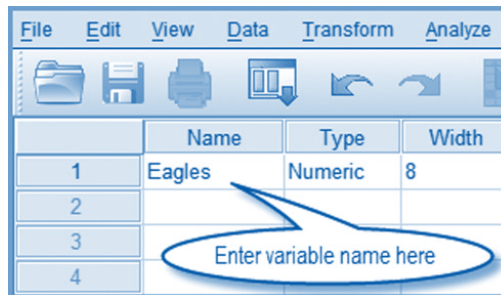 File Edit View Data Transform Analyze
Name Type Width
1 Eagles Numeric 8
2
3
Enter variable name here
4